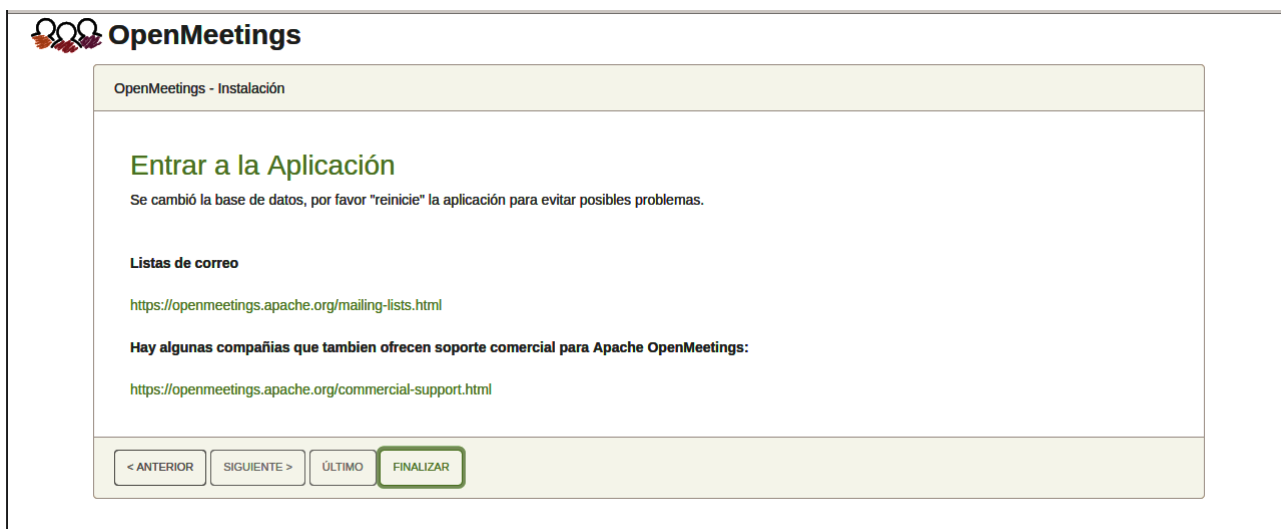 OpenMeetings
OpenMeetings - Instalación
Entrar a la Aplicación
Se cambió la base de datos, por favor "reinicie" la aplicación para evitar posibles problemas.
Listas de correo
https://openmeetings.apache.org/mailing-lists.html
Hay algunas compañias que tambien ofrecen soporte comercial para Apache OpenMeetings:
https://openmeetings.apache.org/commercial-support.html
< ANTERIOR SIGUIENTE > ÚLTIMO FINALIZAR